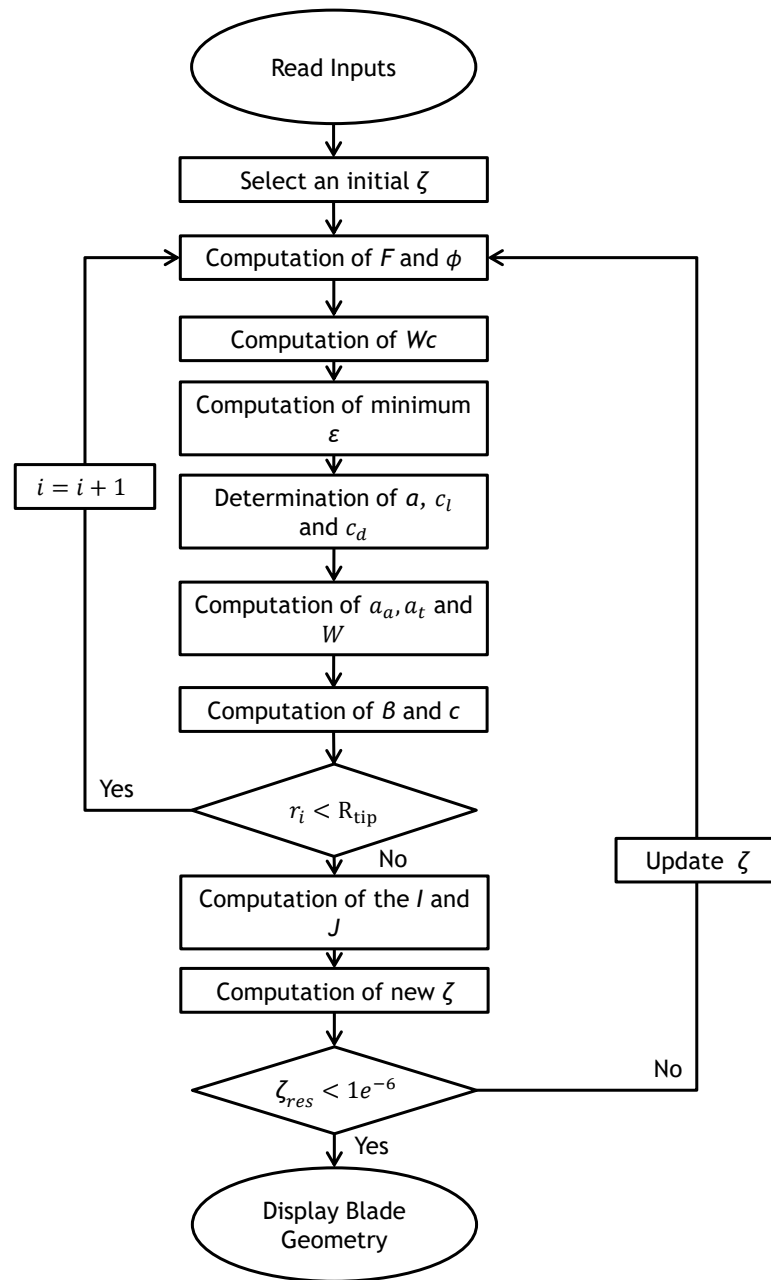 Read Inputs
Select an initial ζ
Computation of F and ϕ
Computation of Wc
Computation of minimum
ε
i = i + 1
Determination of a, c_l
and c_d
Computation of a_a, a_t and
W
Computation of B and c
Yes
r_i < R_tip
No
Update ζ
Computation of the I and
J
Computation of new ζ
No
ζ_res < 1e^-6
Yes
Display Blade
Geometry